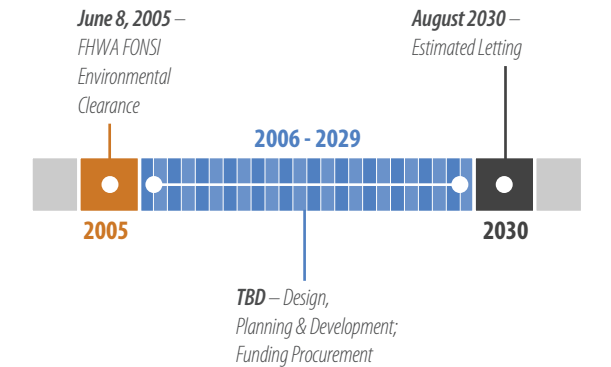 June 8, 2005 –
FHWA FONSI
Environmental
Clearance
August 2030 –
Estimated Letting
2006 - 2029
2005
2030
TBD – Design,
Planning & Development;
Funding Procurement